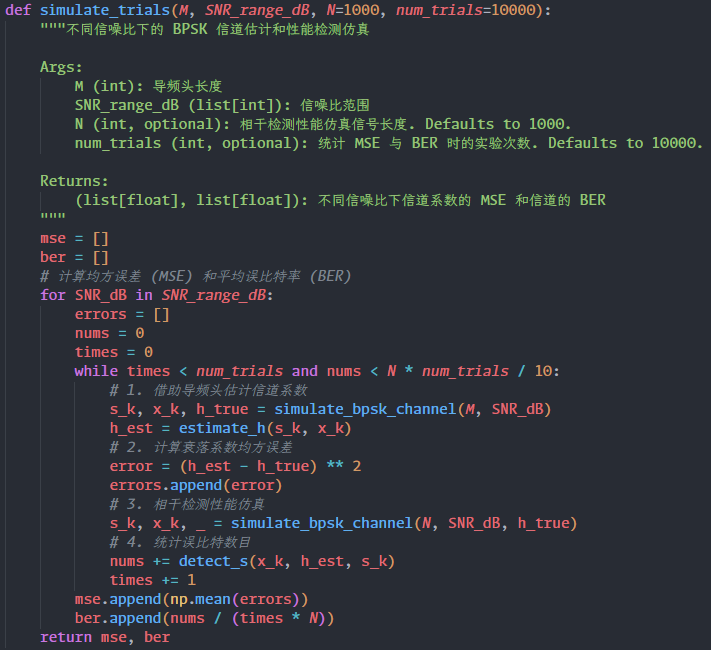 def simulate_trials(M, SNR_range_dB, N=1000, num_trials=10000):
    """不同信噪比下的 BPSK 信道估计和性能检测仿真

    Args:
        M (int): 导频头长度
        SNR_range_dB (list[int]): 信噪比范围
        N (int, optional): 相干检测性能仿真信号长度. Defaults to 1000.
        num_trials (int, optional): 统计 MSE 与 BER 时的实验次数. Defaults to 10000.

    Returns:
        (list[float], list[float]): 不同信噪比下信道系数的 MSE 和信道的 BER
    """
    mse = []
    ber = []
    # 计算均方误差 (MSE) 和平均误比特率 (BER)
    for SNR_dB in SNR_range_dB:
        errors = []
        nums = 0
        times = 0
        while times < num_trials and nums < N * num_trials / 10:
            # 1. 借助导频头估计信道系数
            s_k, x_k, h_true = simulate_bpsk_channel(M, SNR_dB)
            h_est = estimate_h(s_k, x_k)
            # 2. 计算衰落系数均方误差
            error = (h_est - h_true) ** 2
            errors.append(error)
            # 3. 相干检测性能仿真
            s_k, x_k, _ = simulate_bpsk_channel(N, SNR_dB, h_true)
            # 4. 统计误比特数目
            nums += detect_s(x_k, h_est, s_k)
            times += 1
        mse.append(np.mean(errors))
        ber.append(nums / (times * N))
    return mse, ber